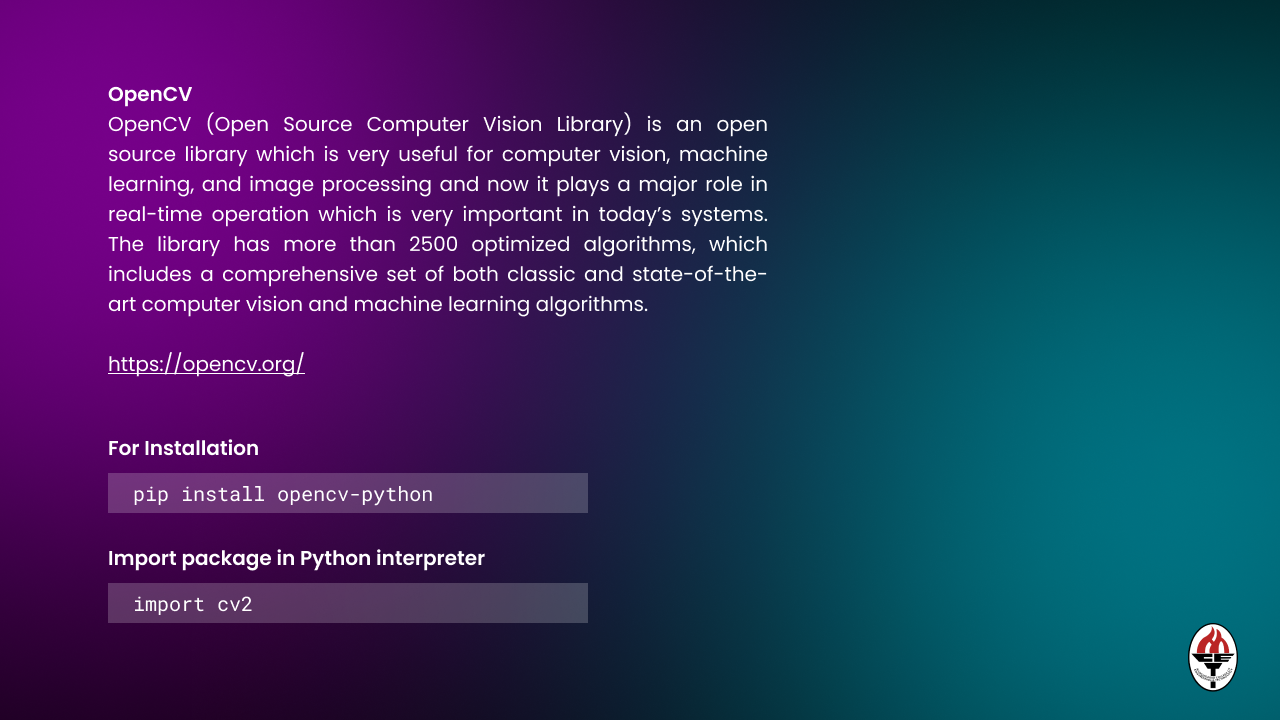 OpenCV
OpenCV (Open Source Computer Vision Library) is an open
source library which is very useful for computer vision, machine
learning, and image processing and now it plays a major role in
real-time operation which is very important in today’s systems.
The library has more than 2500 optimized algorithms, which
includes a comprehensive set of both classic and state-of-the-
art computer vision and machine learning algorithms.
https://opencv.org/
For Installation
pip install opencv-python
Import package in Python interpreter
import cv2